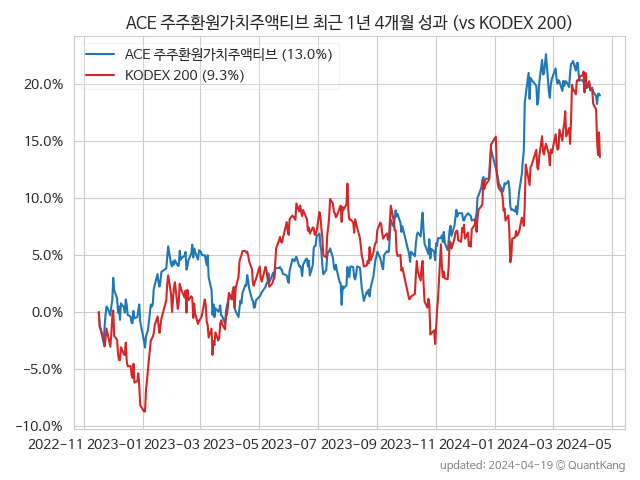 ACE 주주환원가치주액티브 최근 1년 4개월 성과 (vs KODEX 200)
ACE 주주환원가치주액티브 (13.0%)
KODEX 200 (9.3%)
20.0%
15.0%
10.0%
5.0%
0.0%
−5.0%
−10.0%
2022-11 2023-01 2023-03 2023-05 2023-07 2023-09 2023-11 2024-01 2024-03 2024-05
updated: 2024-04-19 © QuantKang